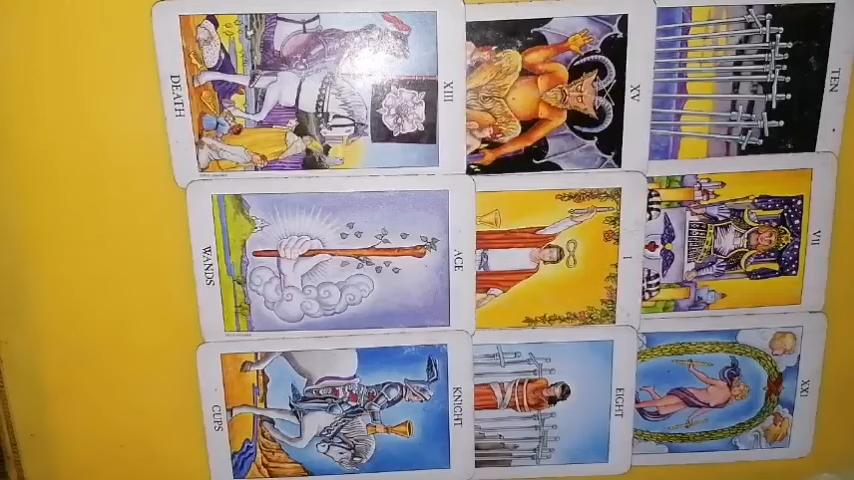 XIII
DEATH
XV
TEN
ACE
WANDS
I
VII
KNIGHT
CUPS
EIGHT
XXI